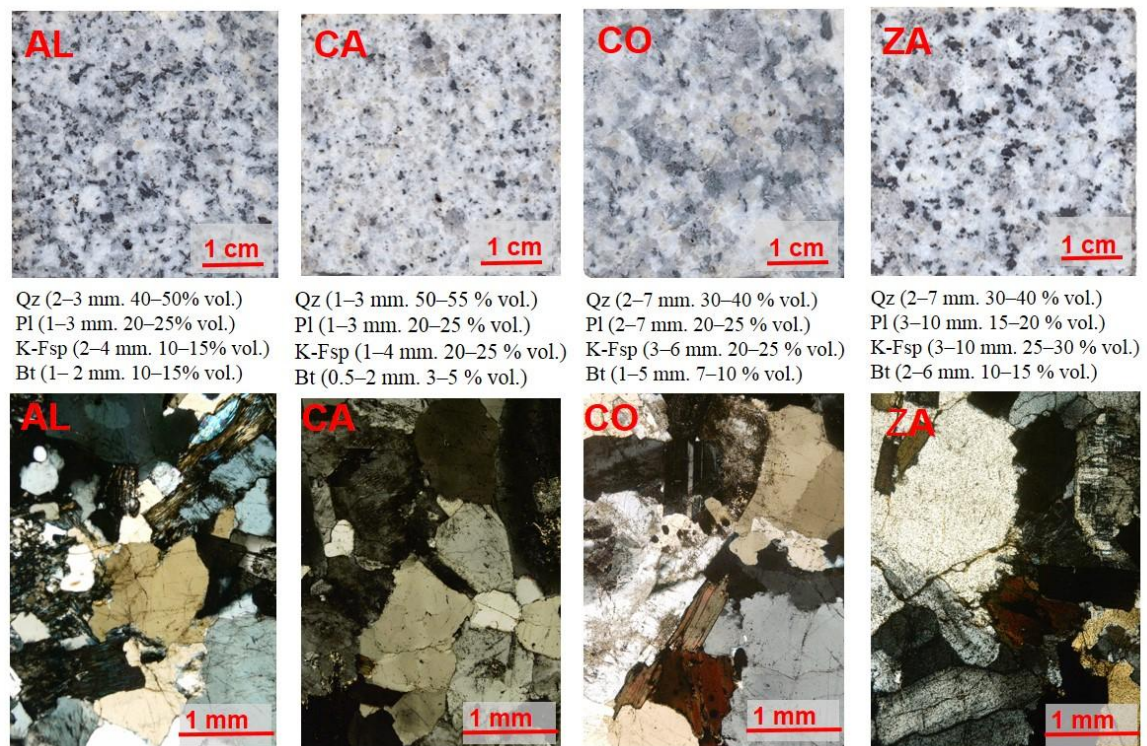 AL
CA
CO
ZA
1 cm
1 cm
1 cm
1 cm
Qz (2–3 mm. 40–50% vol.)
Pl (1–3 mm. 20–25% vol.)
K-Fsp (2–4 mm. 10–15% vol.)
Bt (1– 2 mm. 10–15% vol.)
Qz (1–3 mm. 50–55 % vol.)
Pl (1–3 mm. 20–25 % vol.)
K-Fsp (1–4 mm. 20–25 % vol.)
Bt (0.5–2 mm. 3–5 % vol.)
Qz (2–7 mm. 30–40 % vol.)
Pl (2–7 mm. 20–25 % vol.)
K-Fsp (3–6 mm. 20–25 % vol.)
Bt (1–5 mm. 7–10 % vol.)
Qz (2–7 mm. 30–40 % vol.)
Pl (3–10 mm. 15–20 % vol.)
K-Fsp (3–10 mm. 25–30 % vol.)
Bt (2–6 mm. 10–15 % vol.)
AL
CA
CO
ZA
1 mm
1 mm
1 mm
1 mm